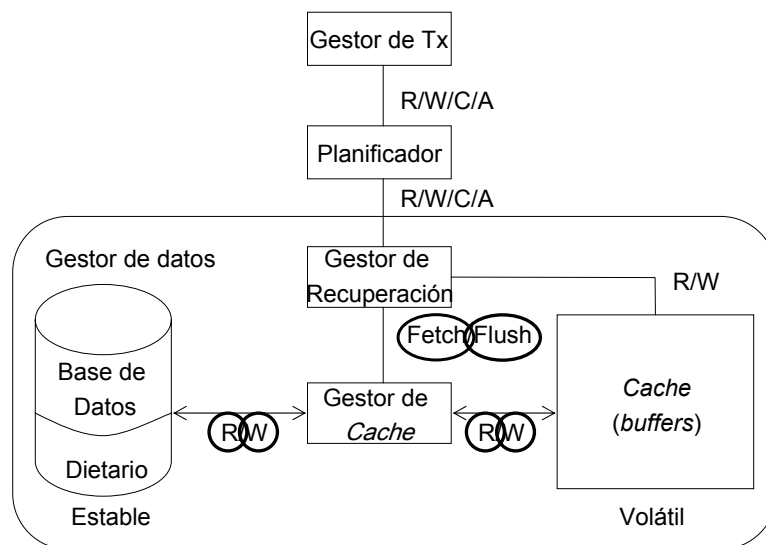 Gestor de Tx
R/W/C/A
Planificador
R/W/C/A
Gestor de datos
Gestor de
Recuperación
R/W
Fetch/Flush
Base de
Datos
Dietario
Estable
R/W
Gestor de
Cache
R/W
Cache
(buffers)
Volátil